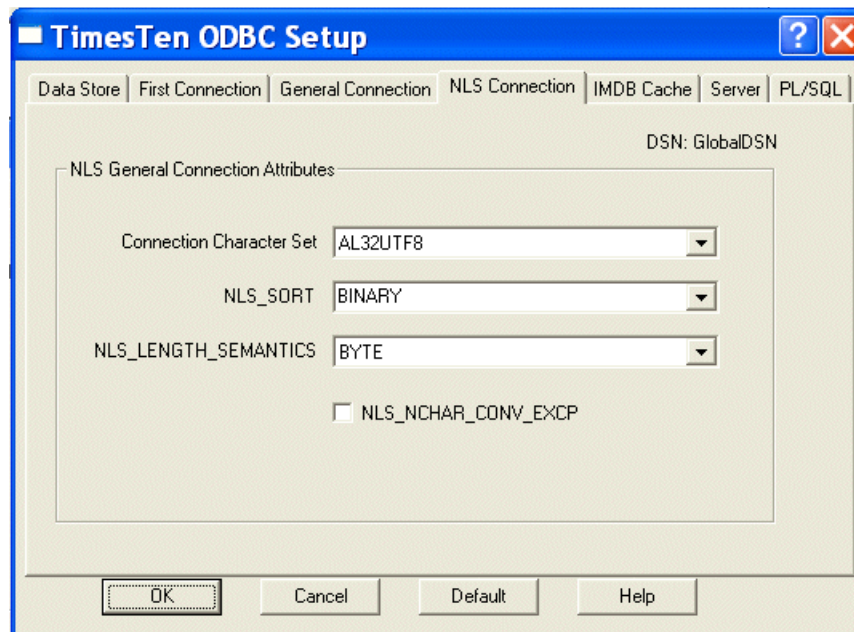 TimesTen ODBC Setup
Data Store First Connection General Connection NLS Connection IMDB Cache Server PL/SQL
DSN: GlobalDSN
NLS General Connection Attributes
Connection Character Set AL32UTF8
NLS_SORT BINARY
NLS_LENGTH_SEMANTICS BYTE
NLS_NCHAR_CONV_EXCP
OK Cancel Default Help